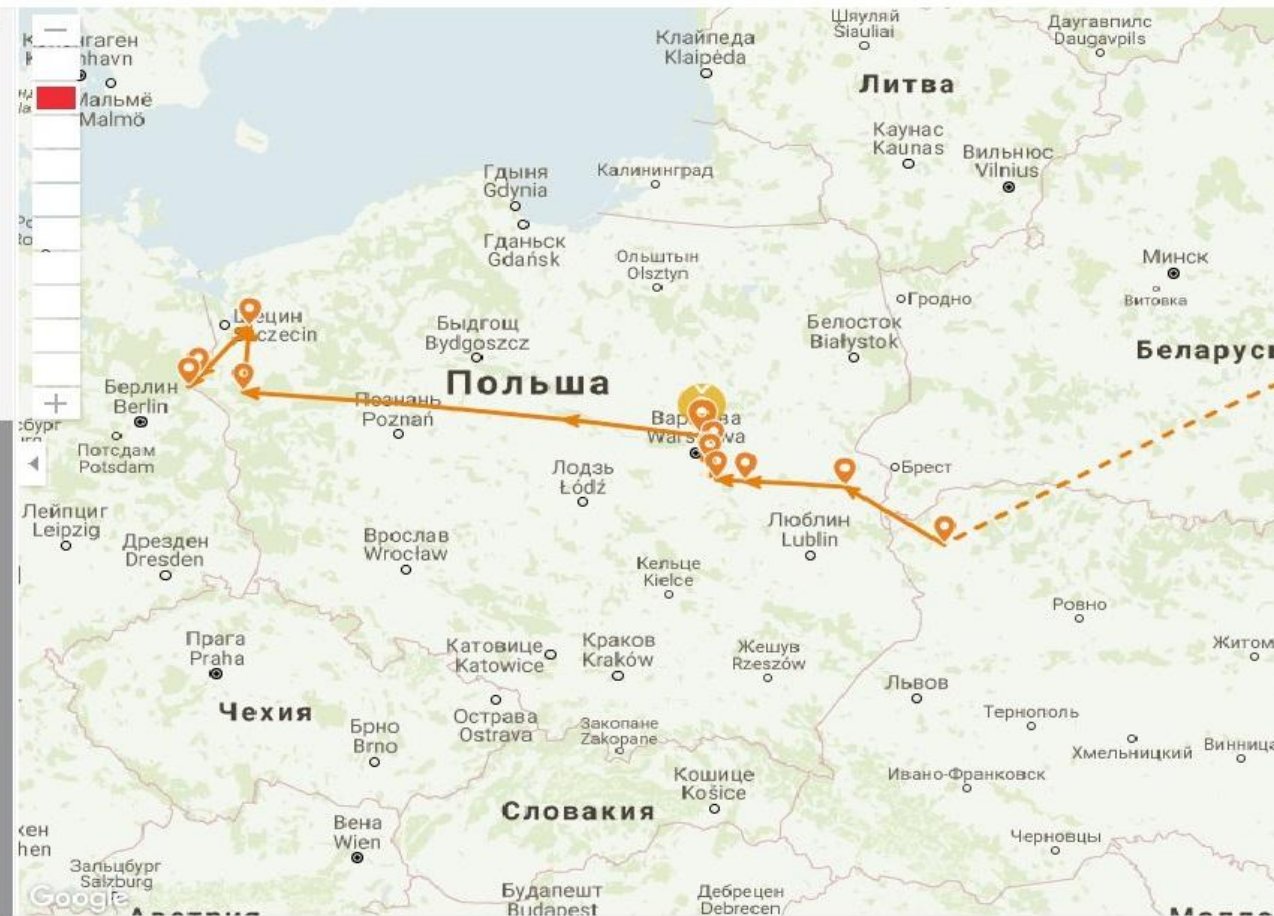 Шяуляй
Šiauliai
Даугавпилс
Daugavpils
Клайпеда
Klaipėda
Мальмё
Malmö
Литва
Каунас
Kaunas
Вильнюс
Vilnius
Гдыня
Gdynia
Калининград
Гданьск
Gdańsk
Ольштын
Olsztyn
Минск
Витовка
Гродно
Быдгощ
Bydgoszcz
Белосток
Białystok
Беларусь
Польша
Берлин
Berlin
Познань
Poznań
Потсдам
Potsdam
Брест
Лодзь
Łódź
Лейпциг
Leipzig
Люблин
Lublin
Дрезден
Dresden
Врослав
Wrocław
Кельце
Kielce
Ровно
Житом
Прага
Praha
Катовице
Katowice
Краков
Kraków
Жешув
Rzeszów
Львов
Чехия
Тернополь
Брно
Brno
Острава
Ostrava
Закопане
Zakopane
Хмельницкий
Винница
Кошице
Košice
Ивано-Франковск
Словакия
Вена
Wien
Черновцы
Зальцбург
Salzburg
Google
Будапешт
Budapest
Дебрецен
Debrecen